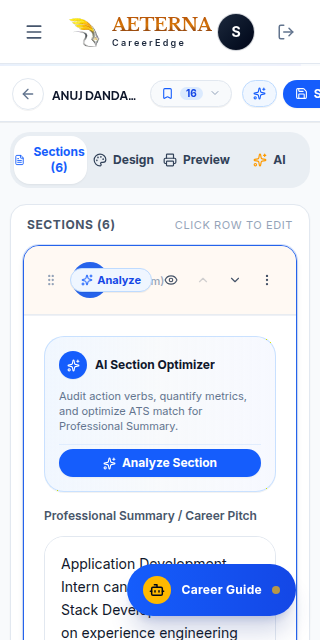 AETERNA
CareerEdge
S
ANUJ DANDA...
16
Sections
(6)
Design
Preview
AI
SECTIONS (6)
CLICK ROW TO EDIT
Analyze
AI Section Optimizer
Audit action verbs, quantify metrics,
and optimize ATS match for
Professional Summary.
Analyze Section
Professional Summary / Career Pitch
Application Development
Intern can
Stack
on experience engineering
Career Guide